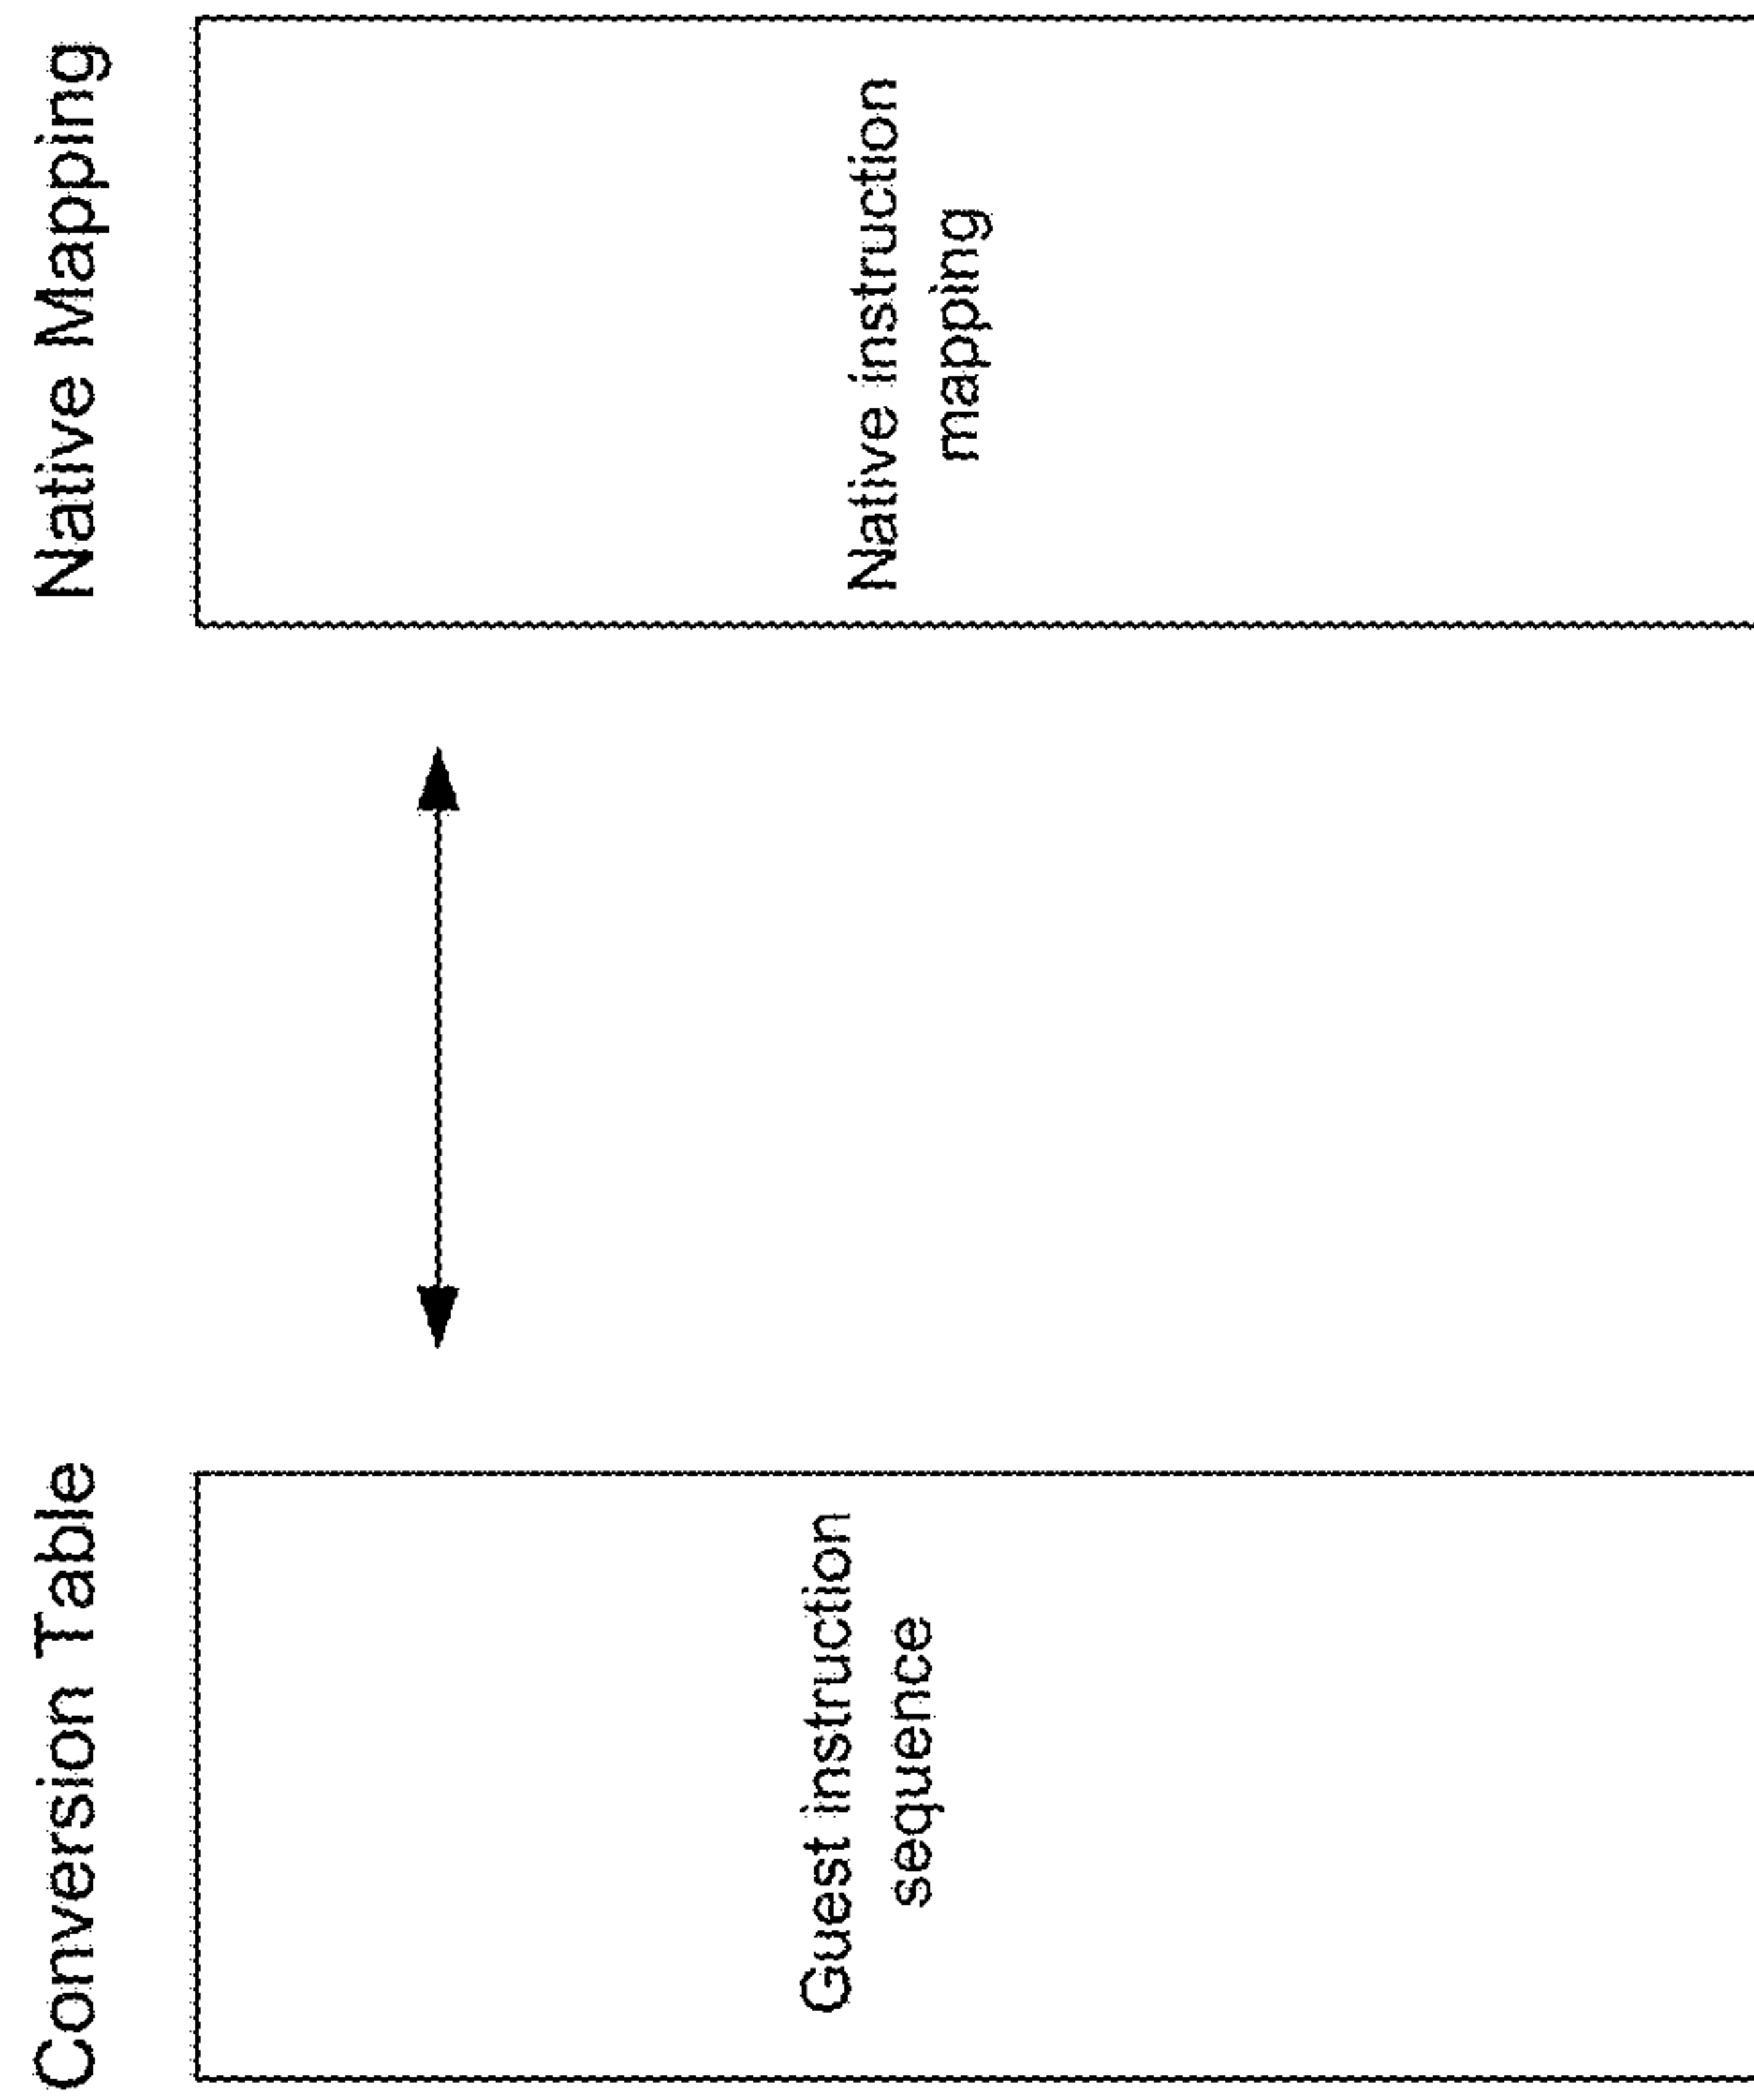 Conversion Table
Native Mapping
Guest instruction
sequence
Native instruction
mapping